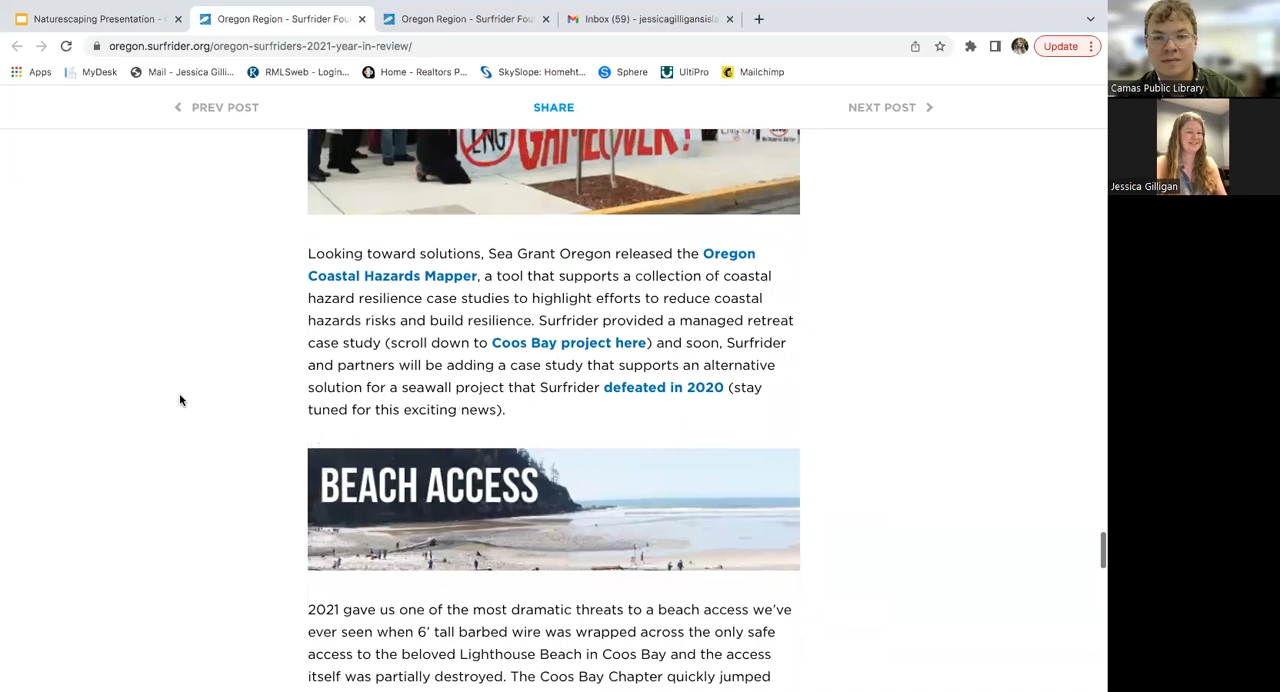 Naturescaping Presentation -
Oregon Region - Surfrider Fou
Oregon Region - Surfrider Fou
Inbox (59) - jessicagilligansisla
oregon.surfrider.org/oregon-surfriders-2021-year-in-review/
Update
Apps
MyDesk
Mail - Jessica Gilli...
RMLSweb - Login...
Home - Realtors P...
SkySlope: Homeht...
Sphere
UltiPro
Mailchimp
Camas Public Library
Jessica Gilligan
PREV POST
SHARE
NEXT POST
LNG
GAMEOVER!
Looking toward solutions, Sea Grant Oregon released the Oregon
Coastal Hazards Mapper, a tool that supports a collection of coastal
hazard resilience case studies to highlight efforts to reduce coastal
hazards risks and build resilience. Surfrider provided a managed retreat
case study (scroll down to Coos Bay project here) and soon, Surfrider
and partners will be adding a case study that supports an alternative
solution for a seawall project that Surfrider defeated in 2020 (stay
tuned for this exciting news).
BEACH ACCESS
2021 gave us one of the most dramatic threats to a beach access we've
ever seen when 6' tall barbed wire was wrapped across the only safe
access to the beloved Lighthouse Beach in Coos Bay and the access
itself was partially destroyed. The Coos Bay Chapter quickly jumped